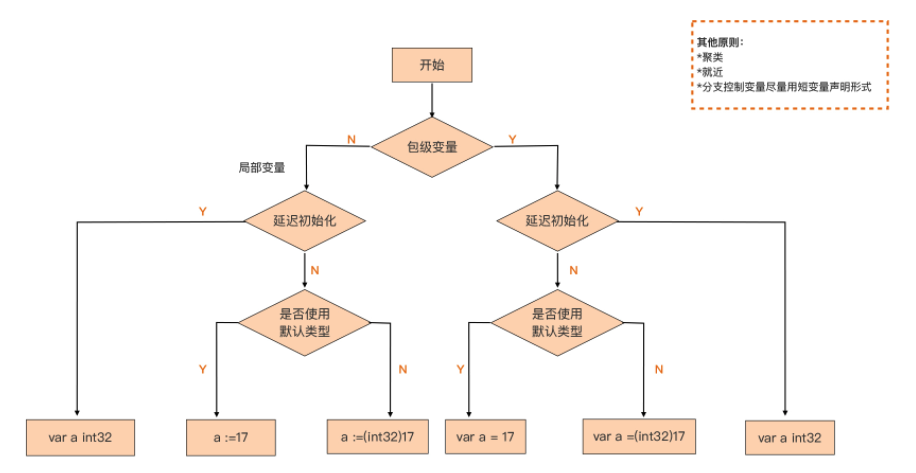 其他原则：
*聚类
*就近
*分支控制变量尽量用短变量声明形式
开始
包级变量
N
Y
局部变量
延迟初始化
延迟初始化
Y
N
N
Y
是否使用
默认类型
是否使用
默认类型
Y
N
Y
N
var a int32
a :=17
a :=(int32)17
var a = 17
var a =(int32)17
var a int32